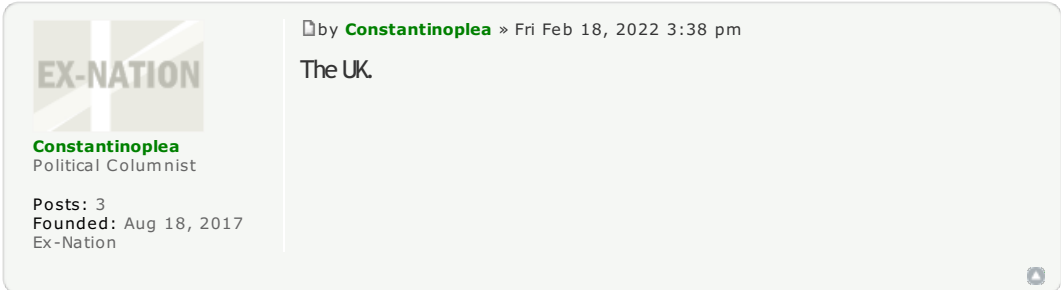 by Constantinoplea » Fri Feb 18, 2022 3:38 pm
The UK.
EX-NATION
Constantinoplea
Political Columnist
Posts: 3
Founded: Aug 18, 2017
Ex-Nation